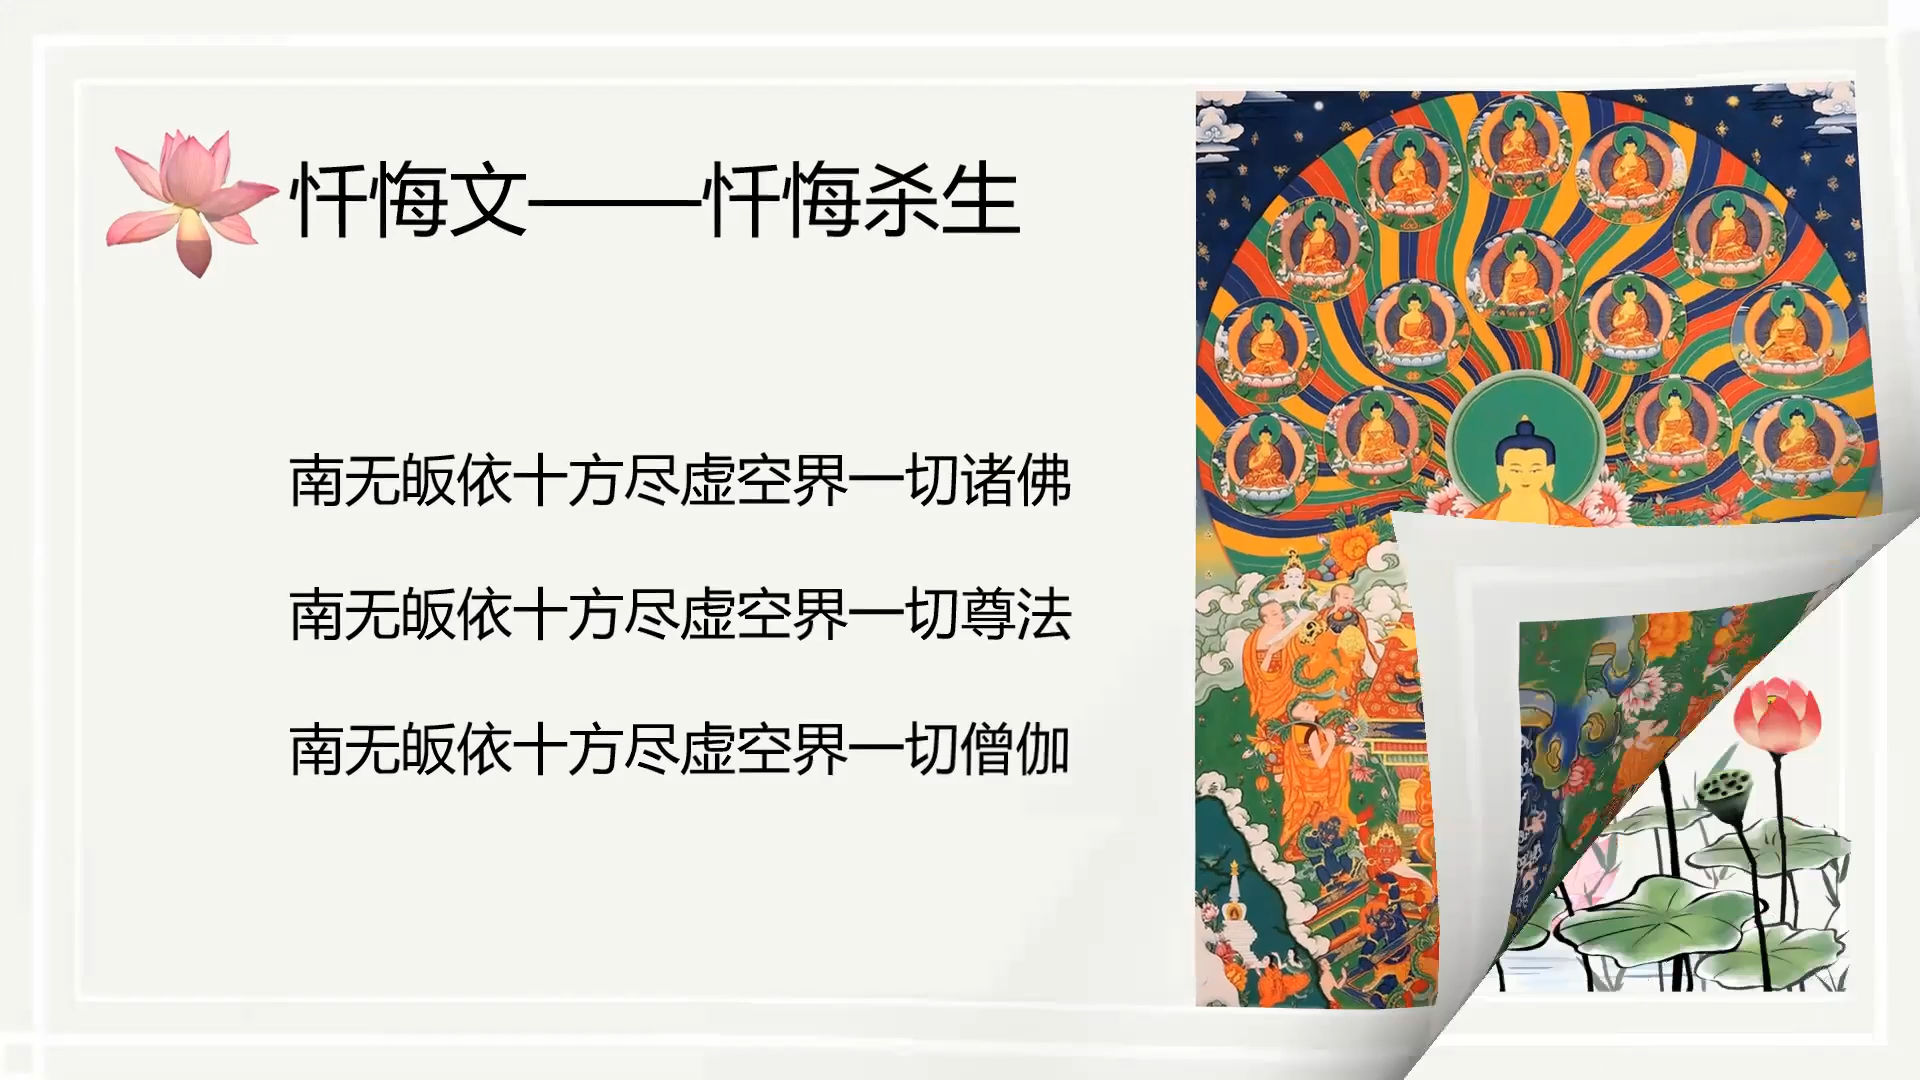 忏悔文——忏悔杀生
南无皈依十方尽虚空界一切诸佛
南无皈依十方尽虚空界一切尊法
南无皈依十方尽虚空界一切僧伽